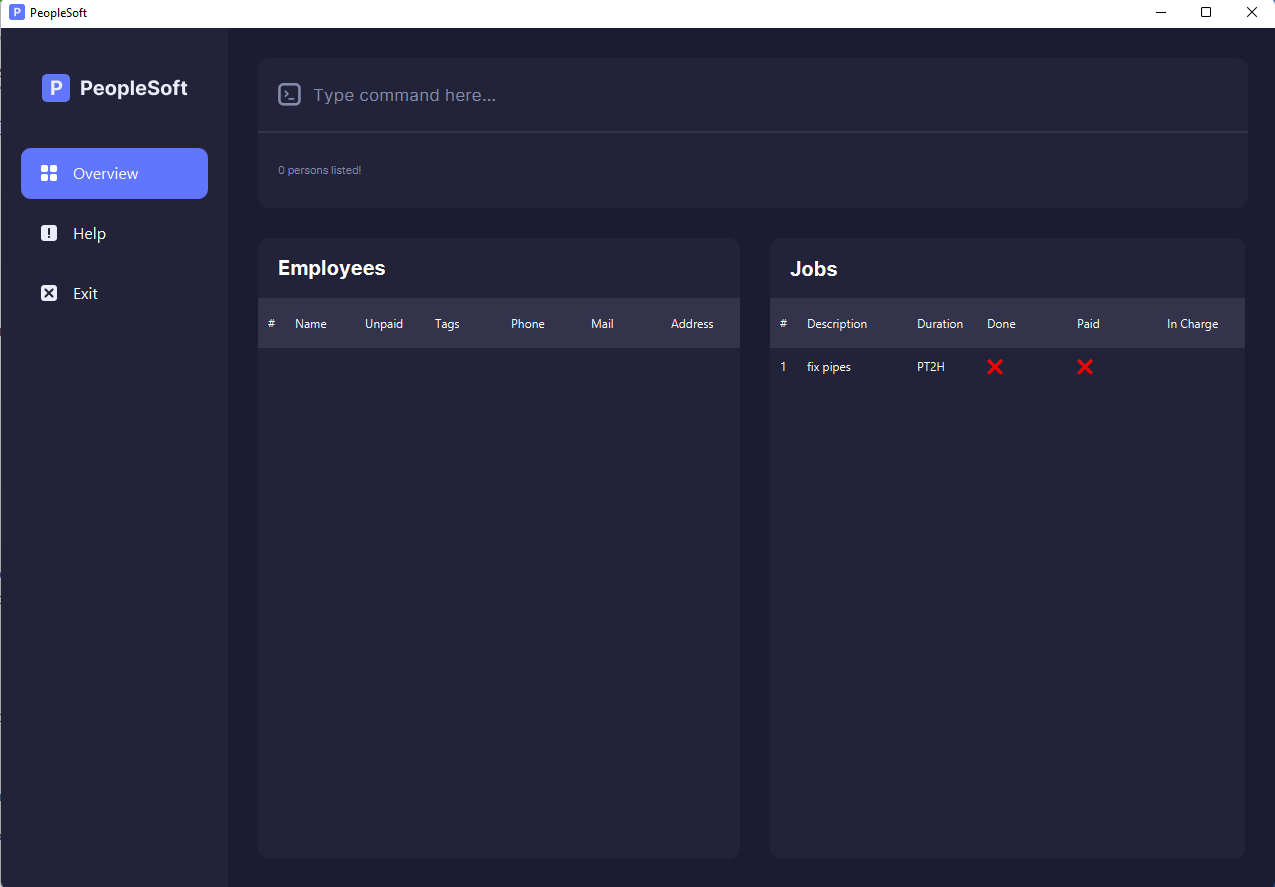 PeopleSoft
PeopleSoft
Overview
Help
Exit
Type command here...
0 persons listed!
Employees
# Name Unpaid Tags Phone Mail Address
Jobs
# Description Duration Done Paid In Charge
1 fix pipes PT2H